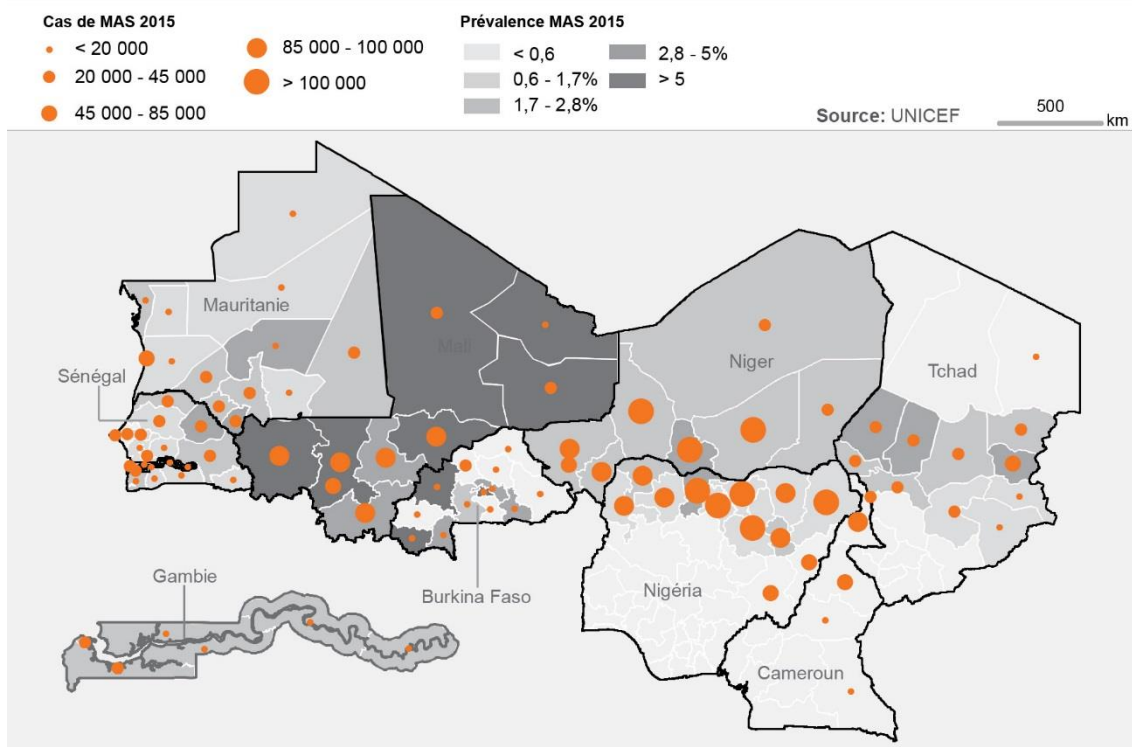 Cas de MAS 2015
< 20 000
20 000 - 45 000
45 000 - 85 000
85 000 - 100 000
> 100 000
Prévalence MAS 2015
< 0,6
0,6 - 1,7%
1,7 - 2,8%
2,8 - 5%
> 5
Source: UNICEF
500
km
Mauritanie
Mali
Niger
Tchad
Sénégal
Gambie
Burkina Faso
Nigéria
Cameroun